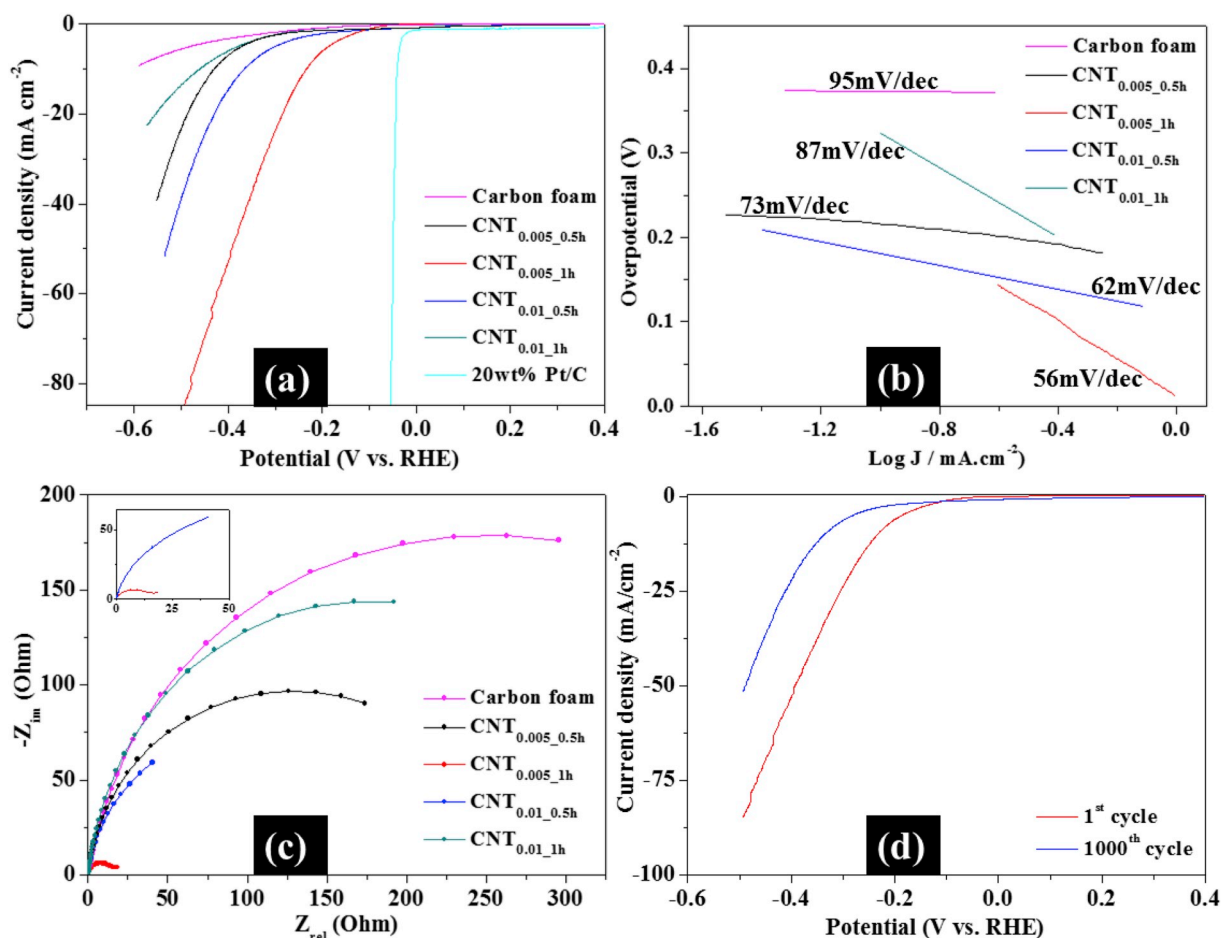 0
-20
-40
-60
-80
-0.6
-0.4
-0.2
0.0
0.2
0.4
Current density (mA cm-2)
Potential (V vs. RHE)
Carbon foam
CNT0.005_0.5h
CNT0.005_1h
CNT0.01_0.5h
CNT0.01_1h
20wt% Pt/C
(a)
0.4
0.3
0.2
0.1
0.0
-1.6
-1.2
-0.8
-0.4
0.0
Overpotential (V)
Log J / mA.cm-2)
95mV/dec
87mV/dec
73mV/dec
62mV/dec
56mV/dec
Carbon foam
CNT0.005_0.5h
CNT0.005_1h
CNT0.01_0.5h
CNT0.01_1h
(b)
200
150
100
50
0
0
50
100
150
200
250
300
-Zim (Ohm)
Zrel (Ohm)
50
0
0
25
50
Carbon foam
CNT0.005_0.5h
CNT0.005_1h
CNT0.01_0.5h
CNT0.01_1h
(c)
0
-25
-50
-75
-100
-0.6
-0.4
-0.2
0.0
0.2
0.4
Current density (mA/cm-2)
Potential (V vs. RHE)
1st cycle
1000th cycle
(d)